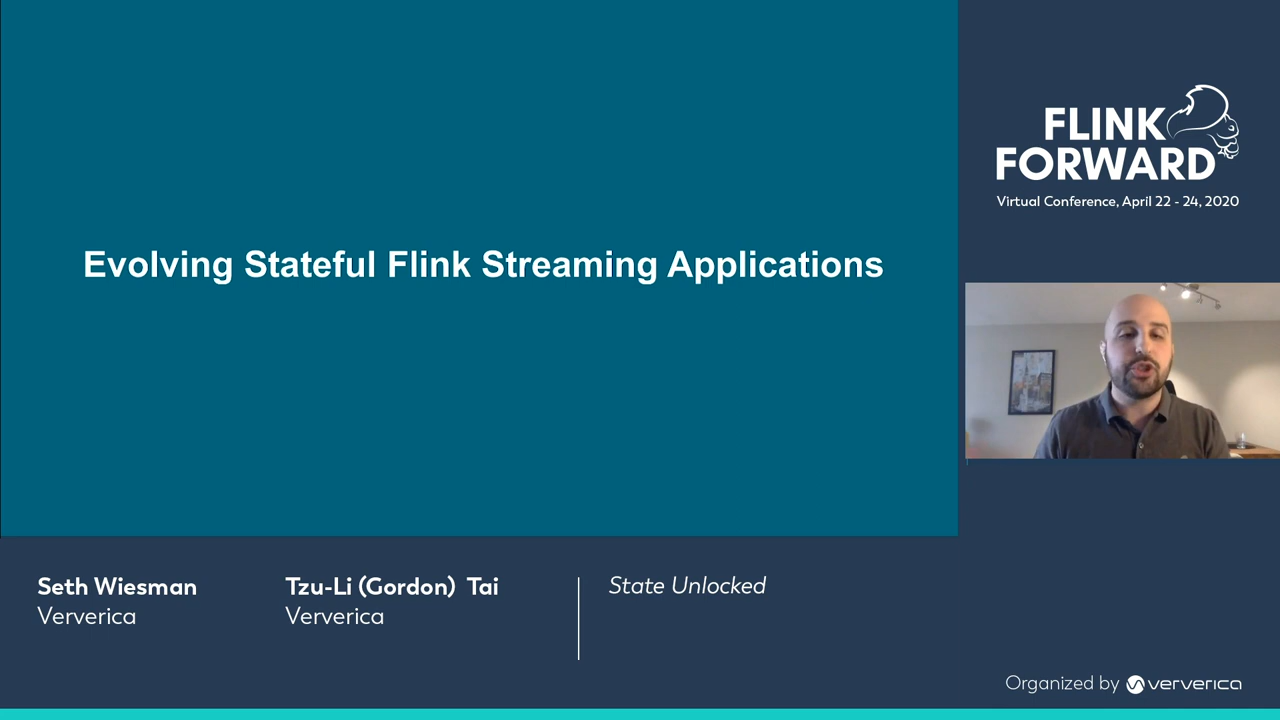 Evolving Stateful Flink Streaming Applications
FLINK
FORWARD
Virtual Conference, April 22 - 24, 2020
Seth Wiesman
Ververica
Tzu-Li (Gordon) Tai
Ververica
State Unlocked
Organized by ververica